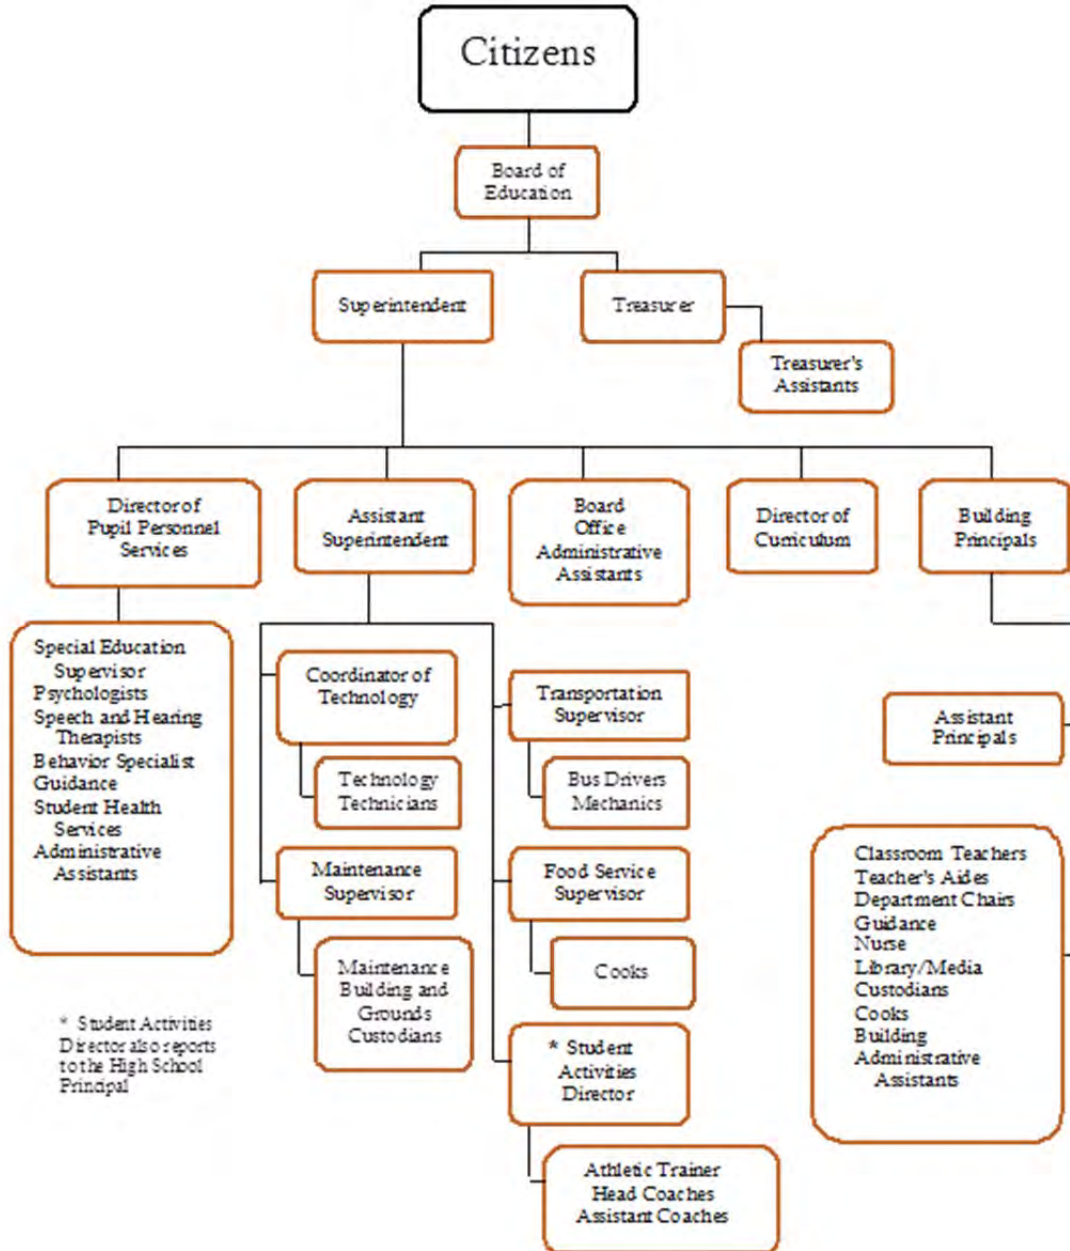 Citizens
Board of
Education
Superintendent
Treasurer
Treasurer's
Assistants
Director of
Pupil Personnel
Services
Assistant
Superintendent
Board
Office
Administrative
Assistants
Director of
Curriculum
Building
Principals
Special Education
Supervisor
Psychologists
Speech and Hearing
Therapists
Behavior Specialist
Guidance
Student Health
Services
Administrative
Assistants
Coordinator of
Technology
Technology
Technicians
Maintenance
Supervisor
Maintenance
Building and
Grounds
Custodians
Transportation
Supervisor
Bus Drivers
Mechanics
Food Service
Supervisor
Cooks
* Student
Activities
Director
Athletic Trainer
Head Coaches
Assistant Coaches
Assistant
Principals
Classroom Teachers
Teacher's Aides
Department Chairs
Guidance
Nurse
Library/Media
Custodians
Cooks
Building
Administrative
Assistants
* Student Activities
Director also reports
to the High School
Principal